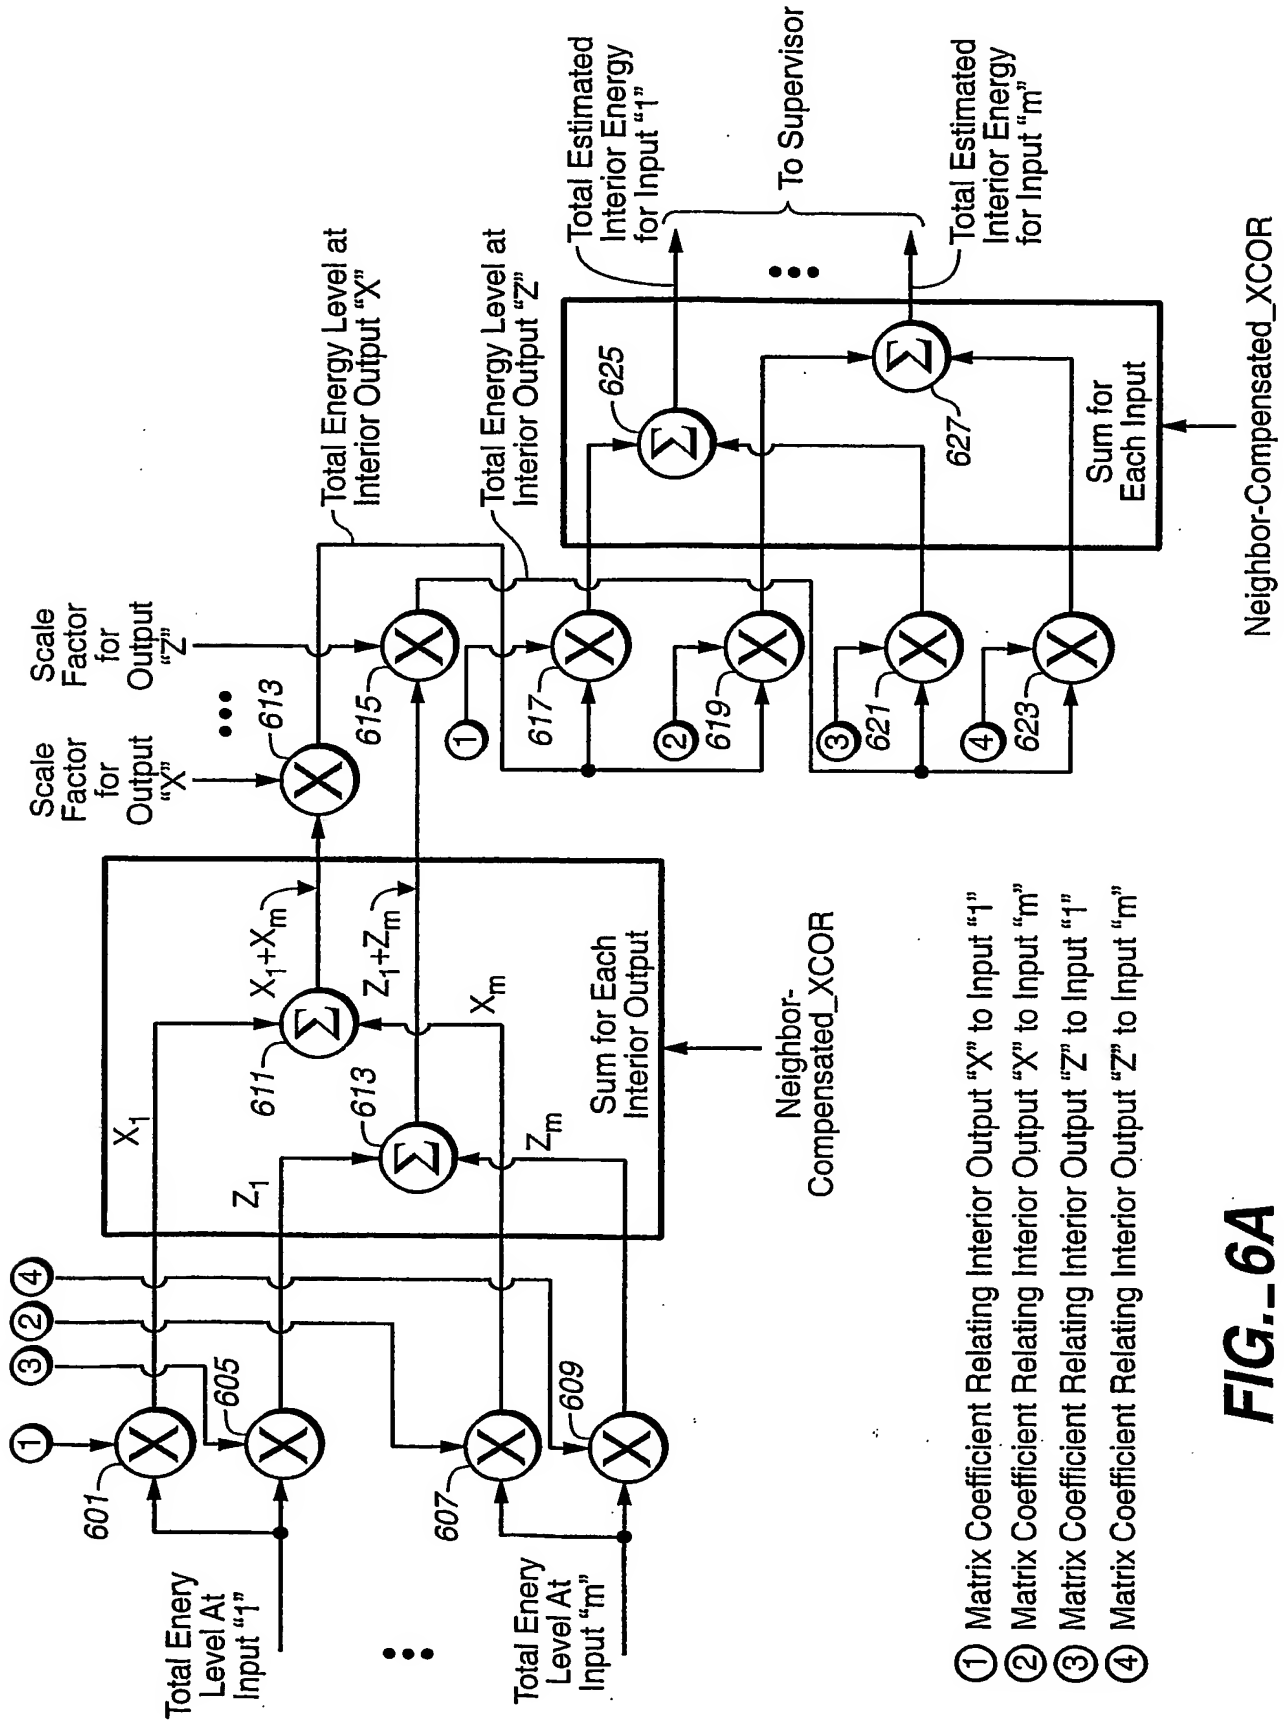 Total Enery
Level At
Input “1”
Total Enery
Level At
Input “m”
1
3
2
4
601
605
607
609
X1
Z1
Xm
Zm
611
613
Σ
Σ
X1+Xm
Z1+Zm
Sum for Each
Interior Output
Neighbor-
Compensated_XCOR
Scale
Factor
for
Output
“X”
Scale
Factor
for
Output
“Z”
613
615
Total Energy Level at
Interior Output “X”
Total Energy Level at
Interior Output “Z”
1
617
2
619
3
621
4
623
Σ
625
Σ
627
Sum for
Each Input
Neighbor-Compensated_XCOR
Total Estimated
Interior Energy
for Input “1”
To Supervisor
Total Estimated
Interior Energy
for Input “m”
1 Matrix Coefficient Relating Interior Output “X” to Input “1”
2 Matrix Coefficient Relating Interior Output “X” to Input “m”
3 Matrix Coefficient Relating Interior Output “Z” to Input “1”
4 Matrix Coefficient Relating Interior Output “Z” to Input “m”
FIG._6A